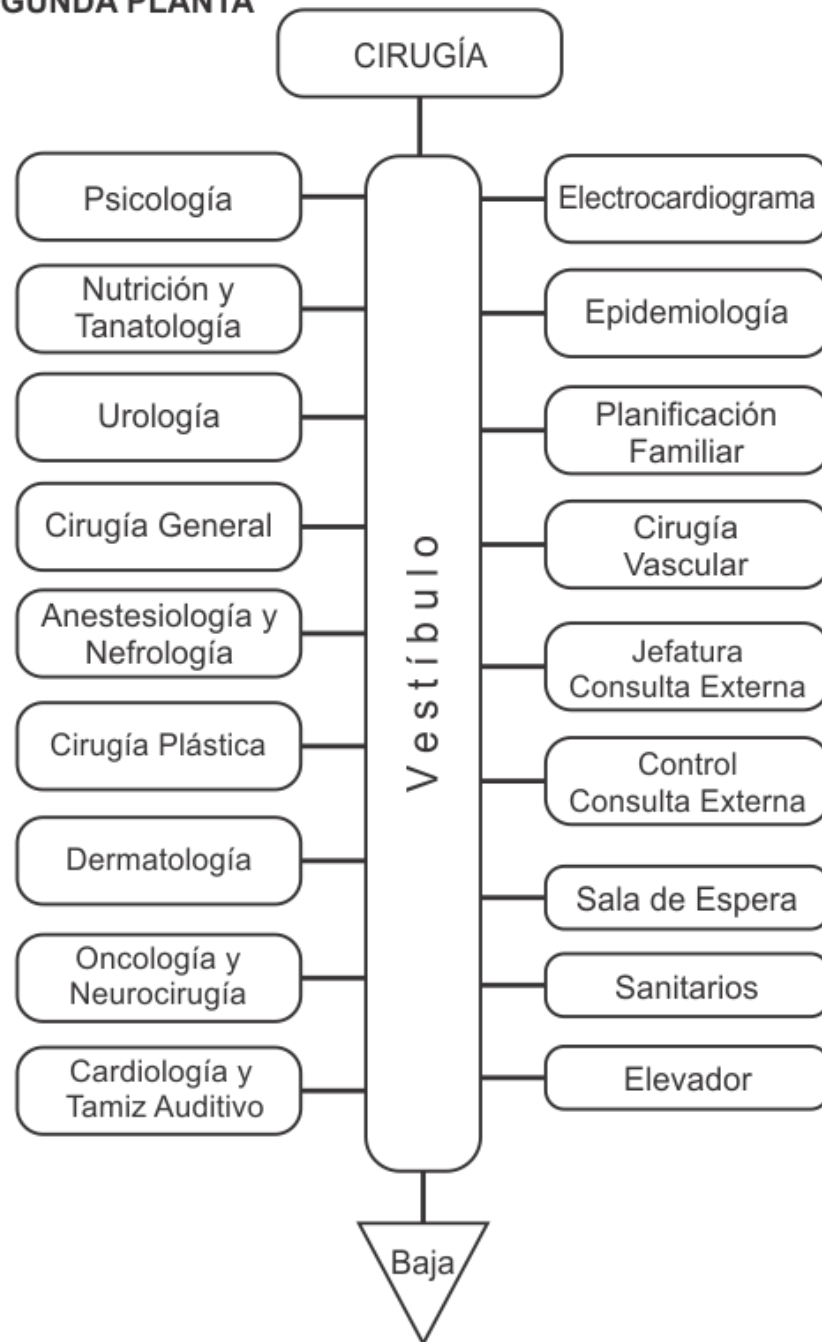 GUNDA PLANTA
CIRUGÍA
Psicología
Nutrición y
Tanatología
Urología
Cirugía General
Anestesiología y
Nefrología
Cirugía Plástica
Dermatología
Oncología y
Neurocirugía
Cardiología y
Tamiz Auditivo
Vestíbulo
Electrocardiograma
Epidemiología
Planificación
Familiar
Cirugía
Vascular
Jefatura
Consulta Externa
Control
Consulta Externa
Sala de Espera
Sanitarios
Elevador
Baja